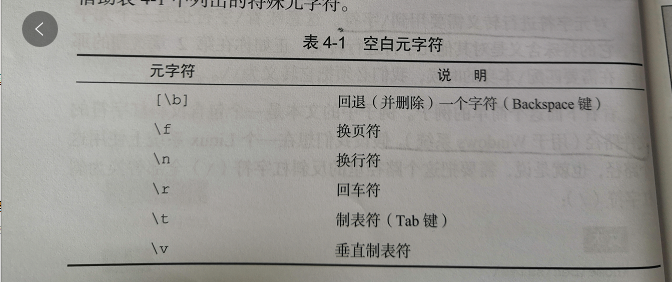 借助表4-1中列出的特殊元字符。
表 4-1 空白元字符
元字符 说 明
[\b] 回退（并删除）一个字符（Backspace 键）
\f 换页符
\n 换行符
\r 回车符
\t 制表符（Tab 键）
\v 垂直制表符